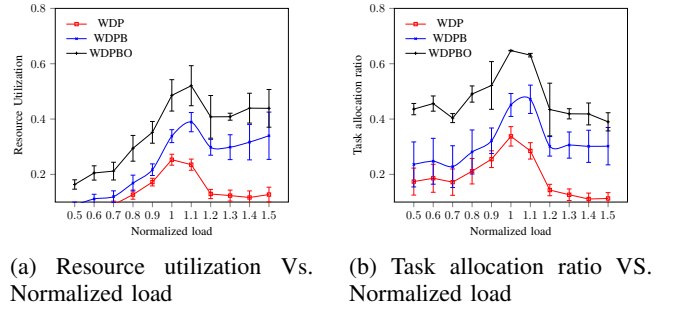 WDP
WDPB
WDPBO
0.6
0.4
0.2
Resource Utilization
0.5 0.6 0.7 0.8 0.9 1 1.1 1.2 1.3 1.4 1.5
Normalized load
(a) Resource utilization Vs.
Normalized load
WDP
WDPB
WDPBO
0.8
0.6
0.4
0.2
Task allocation ratio
0.5 0.6 0.7 0.8 0.9 1 1.1 1.2 1.3 1.4 1.5
Normalized load
(b) Task allocation ratio VS.
Normalized load